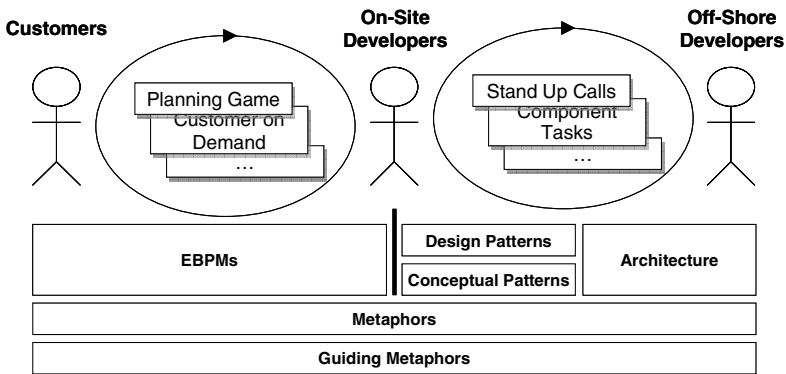 Customers
On-Site
Developers
Off-Shore
Developers
Planning Game
Customer on
Demand
...
Stand Up Calls
Component
Tasks
...
EBPMs
Design Patterns
Conceptual Patterns
Architecture
Metaphors
Guiding Metaphors